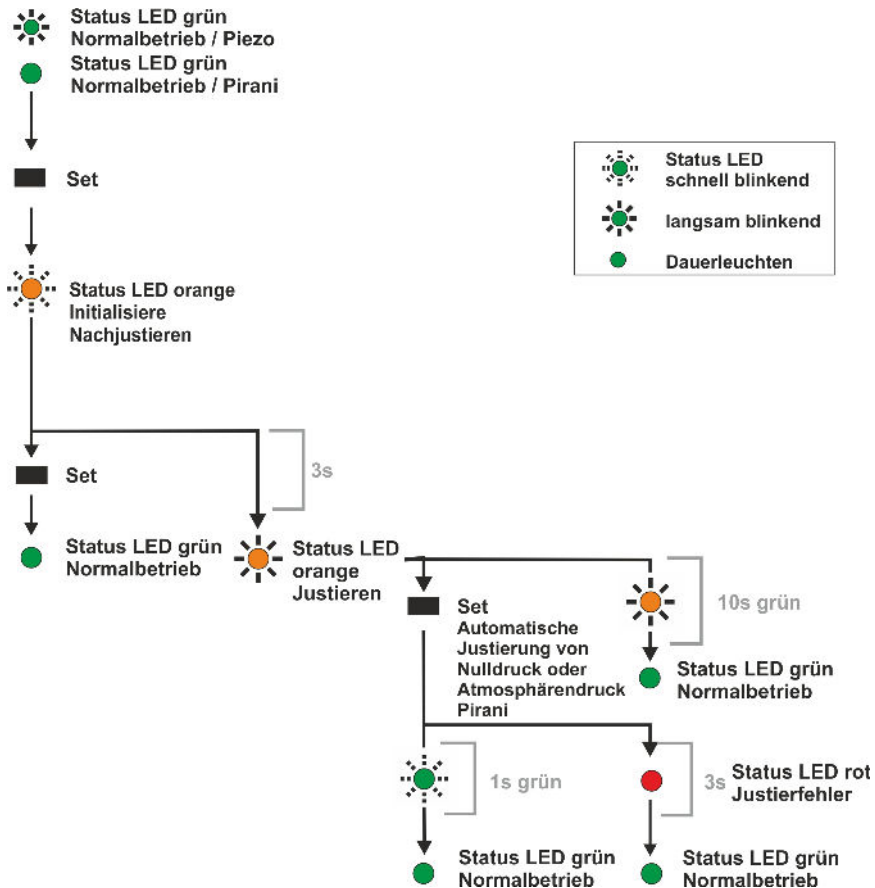 Status LED grün
Normalbetrieb / Piezo
Status LED grün
Normalbetrieb / Pirani
Set
Status LED
schnell blinkend
langsam blinkend
Dauerleuchten
Status LED orange
Initialisiere
Nachjustieren
3s
Set
Status LED grün
Normalbetrieb
Status LED
orange
Justieren
Set
Automatische
Justierung von
Nulldruck oder
Atmosphärendruck
Pirani
10s grün
Status LED grün
Normalbetrieb
1s grün
3s
Status LED rot
Justierfehler
Status LED grün
Normalbetrieb
Status LED grün
Normalbetrieb